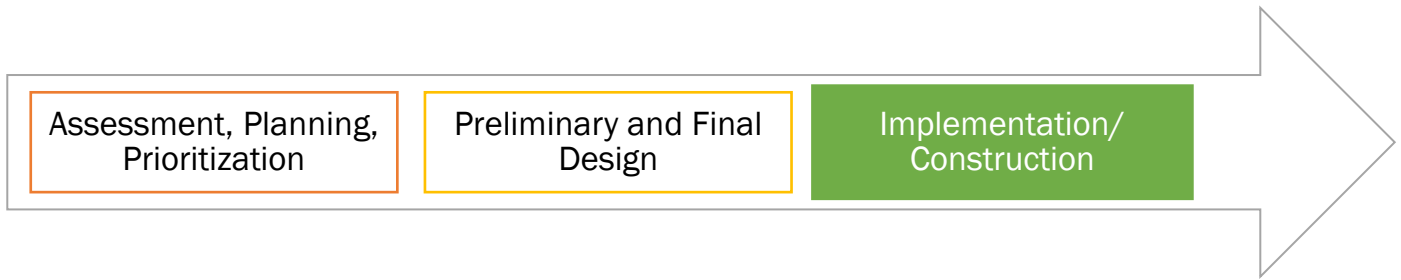 Assessment, Planning,
Prioritization
Preliminary and Final
Design
Implementation/
Construction